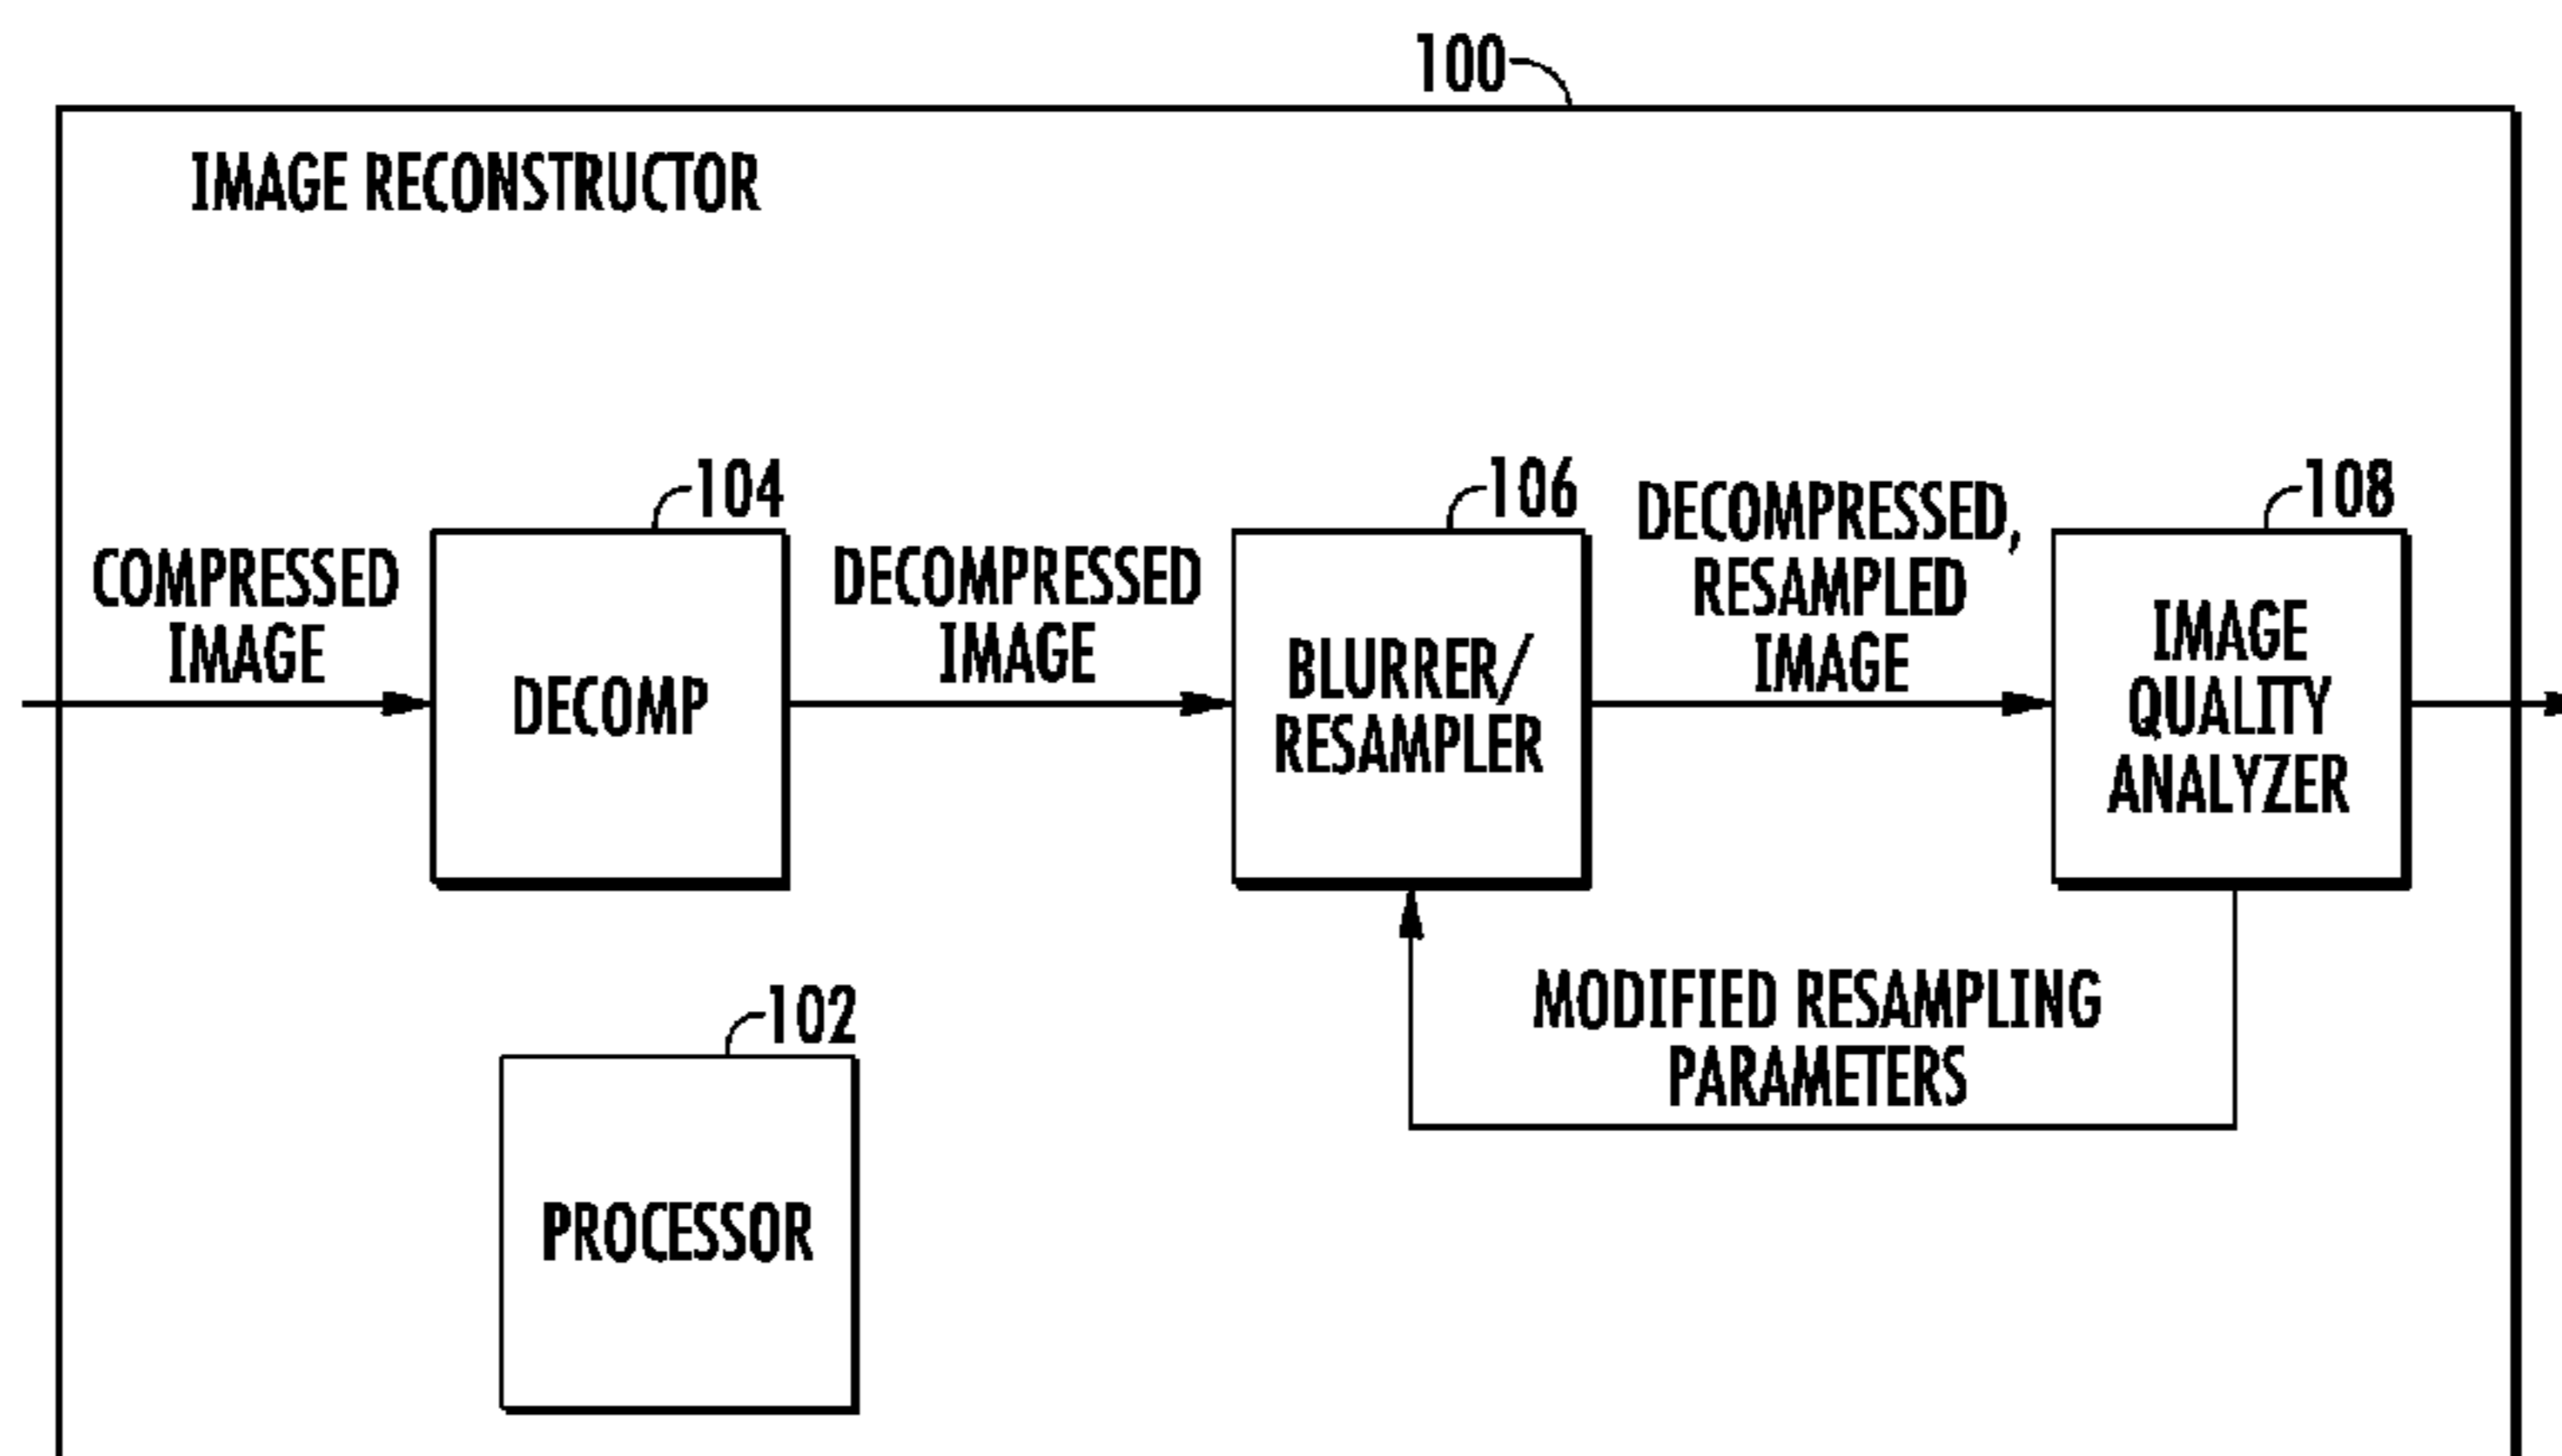 100
IMAGE RECONSTRUCTOR
104
106
108
COMPRESSED
IMAGE
DECOMPRESSED
IMAGE
DECOMPRESSED,
RESAMPLED
IMAGE
DECOMP
BLURRER/
RESAMPLER
IMAGE
QUALITY
ANALYZER
MODIFIED RESAMPLING
PARAMETERS
102
PROCESSOR